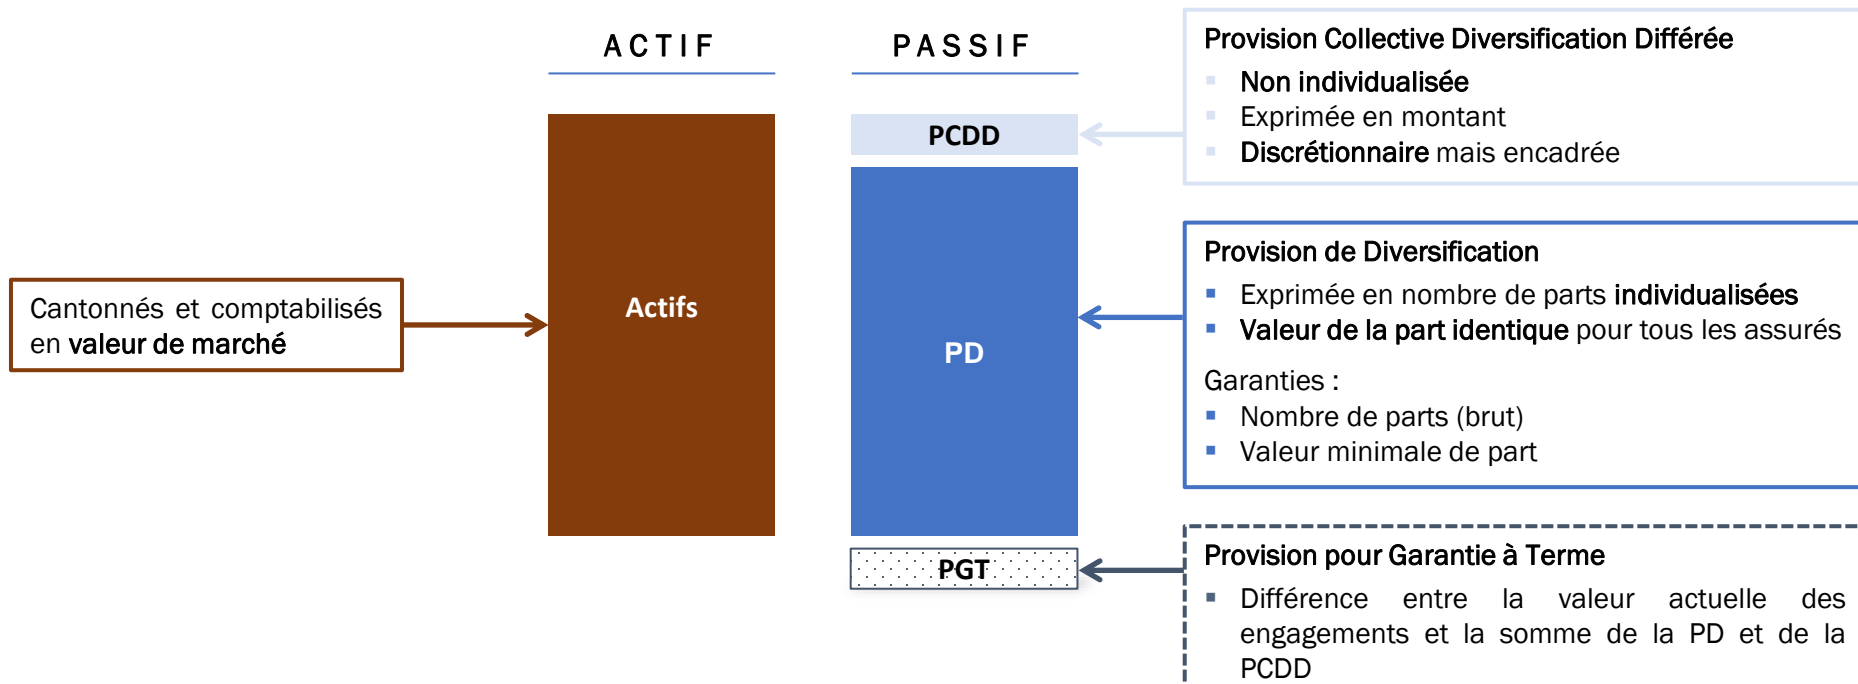 ACTIF
PASSIF
Provision Collective Diversification Différée
Non individualisée
Exprimée en montant
Discrétionnaire mais encadrée
PCDD
Provision de Diversification
Exprimée en nombre de parts individualisées
Valeur de la part identique pour tous les assurés
Garanties :
Nombre de parts (brut)
Valeur minimale de part
Cantonnés et comptabilisés
en valeur de marché
Actifs
PD
PGT
Provision pour Garantie à Terme
Différence entre la valeur actuelle des
engagements et la somme de la PD et de la
PCDD